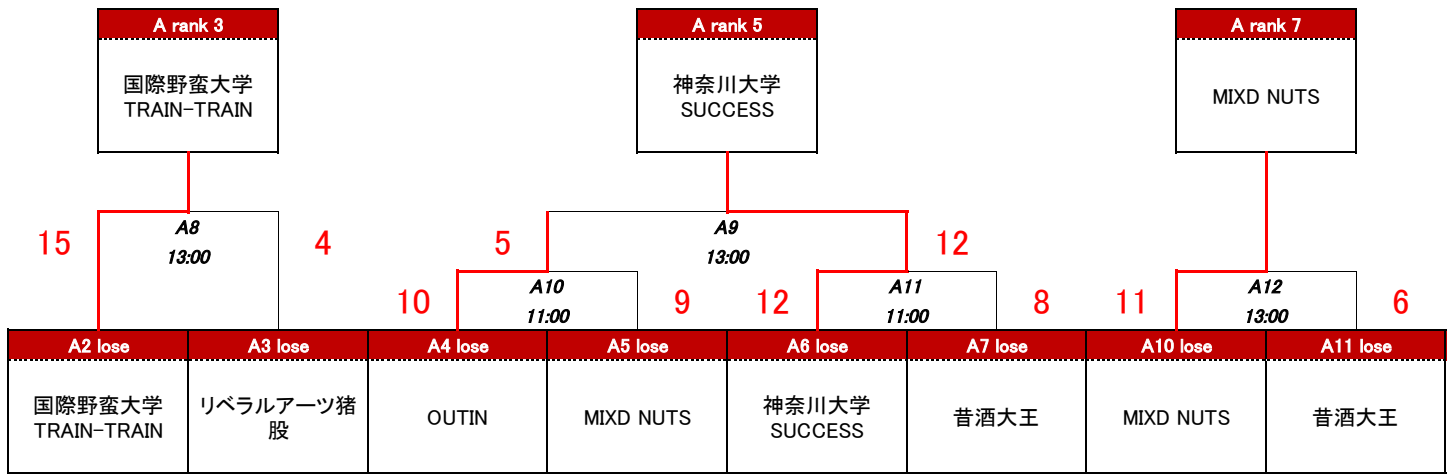 A rank 3
A rank 5
A rank 7
国際野蛮大学
TRAIN-TRAIN
神奈川大学
SUCCESS
MIXD NUTS
15
A8
13:00
4
5
A9
13:00
12
10
A10
11:00
9
12
A11
11:00
8
11
A12
13:00
6
A2 lose
A3 lose
A4 lose
A5 lose
A6 lose
A7 lose
A10 lose
A11 lose
国際野蛮大学
TRAIN-TRAIN
リベラルアーツ猪
股
OUTIN
MIXD NUTS
神奈川大学
SUCCESS
昔酒大王
MIXD NUTS
昔酒大王